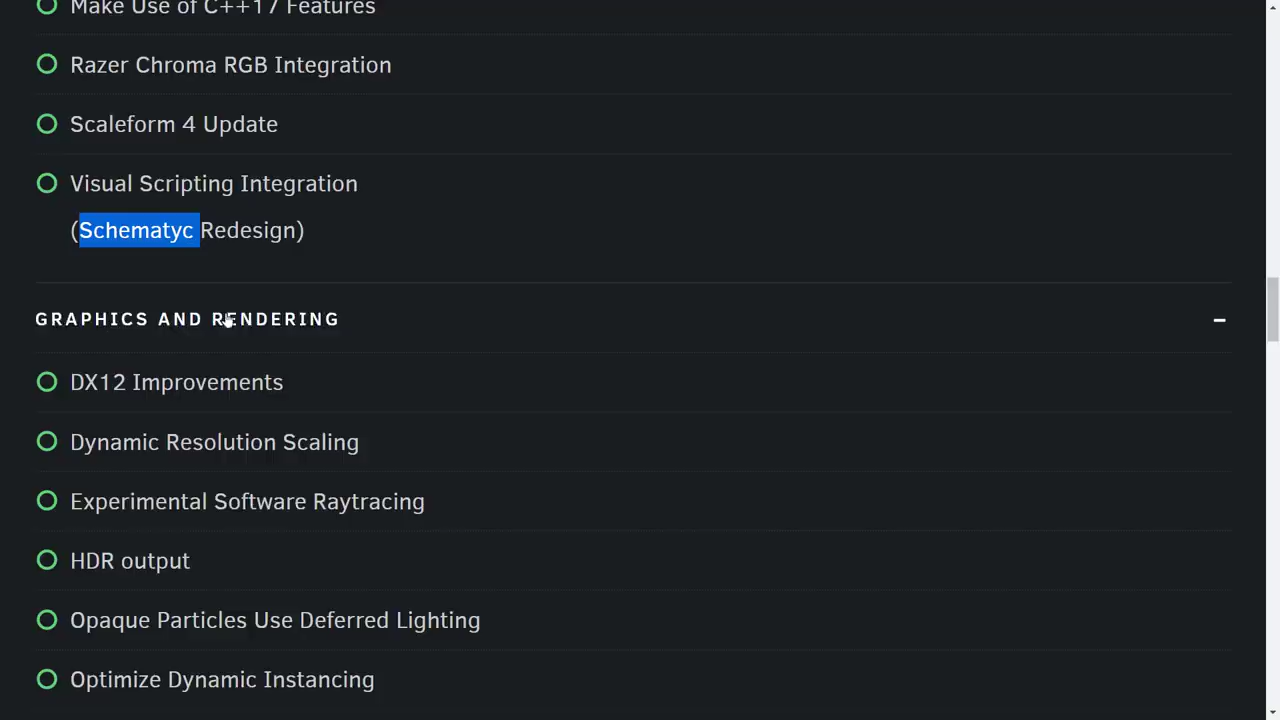 Make Use of C++17 Features
Razer Chroma RGB Integration
Scaleform 4 Update
Visual Scripting Integration
(Schematyc Redesign)
GRAPHICS AND RENDERING
DX12 Improvements
Dynamic Resolution Scaling
Experimental Software Raytracing
HDR output
Opaque Particles Use Deferred Lighting
Optimize Dynamic Instancing